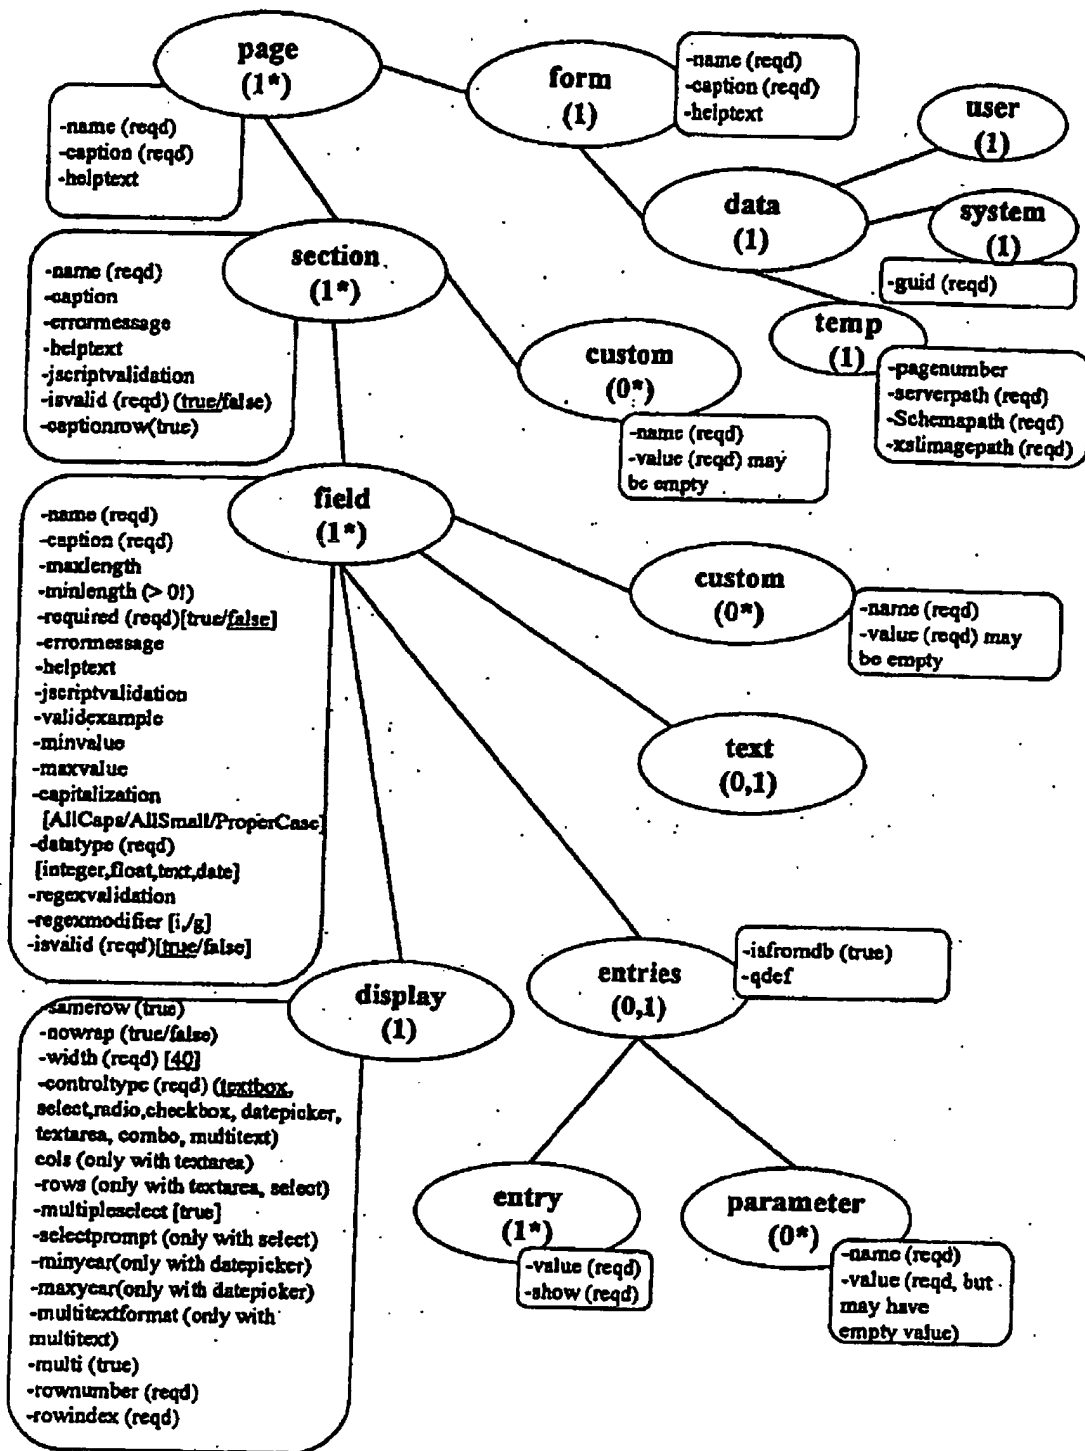 page
(1*)
-name (reqd)
-caption (reqd)
-helptext
form
(1)
-name (reqd)
-caption (reqd)
-helptext
user
(1)
data
(1)
system
(1)
-guid (reqd)
temp
(1)
-pagenumber
-serverpath (reqd)
-Schemapath (reqd)
-xslimagepath (reqd)
section
(1*)
-name (reqd)
-caption
-errormessage
-helptext
-jscriptvalidation
-isvalid (reqd) (true/false)
-captionrow(true)
custom
(0*)
-name (reqd)
-value (reqd) may
be empty
field
(1*)
-name (reqd)
-caption (reqd)
-maxlength
-minlength (> 0!)
-required (reqd)[true/false]
-errormessage
-helptext
-jscriptvalidation
-validexample
-minvalue
-maxvalue
-capitalization
[AllCaps/AllSmall/ProperCase]
-datatype (reqd)
[integer,float,text,date]
-regexvalidation
-regexmodifier [i,/g]
-isvalid (reqd)[true/false]
custom
(0*)
-name (reqd)
-value (reqd) may
be empty
text
(0,1)
display
(1)
-samerow (true)
-nowrap (true/false)
-width (reqd) [40]
-controltype (reqd) (textbox,
select,radio,checkbox, datepicker,
textarea, combo, multitext)
cols (only with textarea)
-rows (only with textarea, select)
-multipleselect [true]
-selectprompt (only with select)
-minyear(only with datepicker)
-maxyear(only with datepicker)
-multitextformat (only with
multitext)
-multi (true)
-rownumber (reqd)
-rowindex (reqd)
entries
(0,1)
-isfromdb (true)
-qdef
entry
(1*)
-value (reqd)
-show (reqd)
parameter
(0*)
-name (reqd)
-value (reqd, but
may have
empty value)